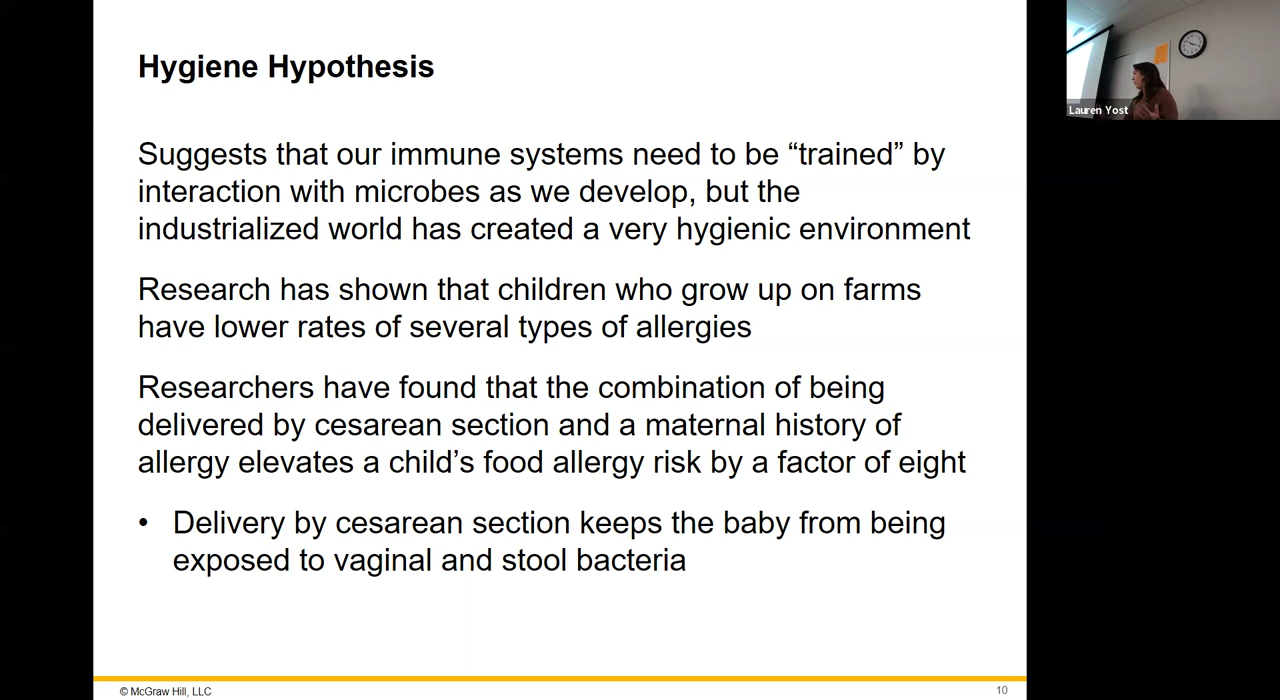 Hygiene Hypothesis
Suggests that our immune systems need to be “trained” by
interaction with microbes as we develop, but the
industrialized world has created a very hygienic environment
Research has shown that children who grow up on farms
have lower rates of several types of allergies
Researchers have found that the combination of being
delivered by cesarean section and a maternal history of
allergy elevates a child’s food allergy risk by a factor of eight
• Delivery by cesarean section keeps the baby from being
exposed to vaginal and stool bacteria
© McGraw Hill, LLC
10
Lauren Yost